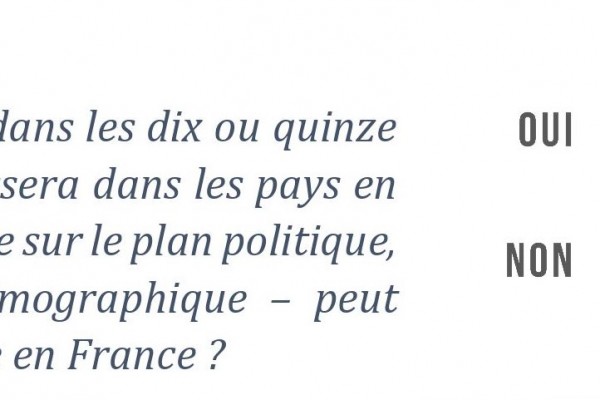 dans les dix ou quinze
ssera dans les pays en
e sur le plan politique,
mographique – peut
e en France ?
OUI
NON